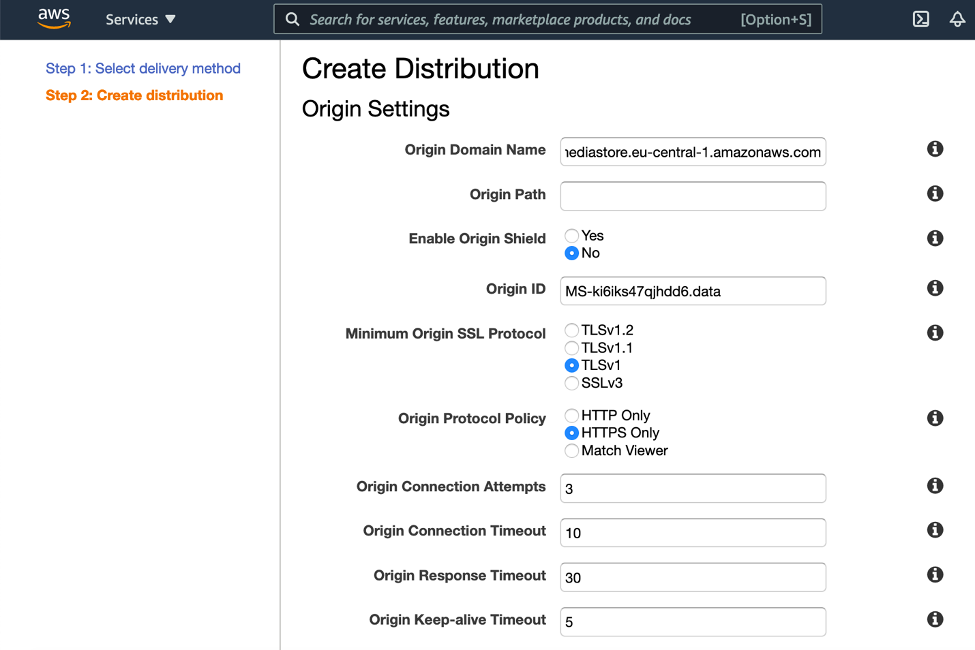 aws Services ▼ Search for services, features, marketplace products, and docs [Option+S]
Step 1: Select delivery method
Step 2: Create distribution
Create Distribution
Origin Settings
Origin Domain Name ediastore.eu-central-1.amazonaws.com
Origin Path
Enable Origin Shield
Yes
No
Origin ID MS-ki6iks47qjhdd6.data
Minimum Origin SSL Protocol
TLSv1.2
TLSv1.1
TLSv1
SSLv3
Origin Protocol Policy
HTTP Only
HTTPS Only
Match Viewer
Origin Connection Attempts 3
Origin Connection Timeout 10
Origin Response Timeout 30
Origin Keep-alive Timeout 5